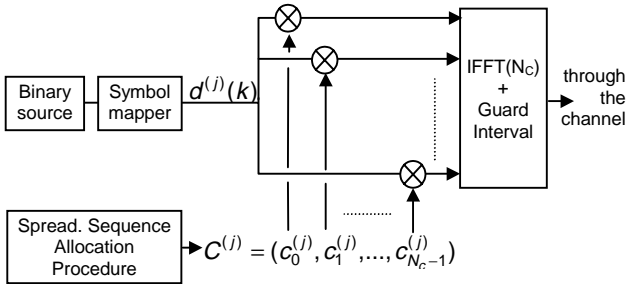 Binary
source
Symbol
mapper
d^{(j)}(k)
IFFT(N_C)
+
Guard
Interval
through
the
channel
Spread. Sequence
Allocation
Procedure
C^{(j)} = (c_0^{(j)}, c_1^{(j)}, ..., c_{N_c-1}^{(j)})